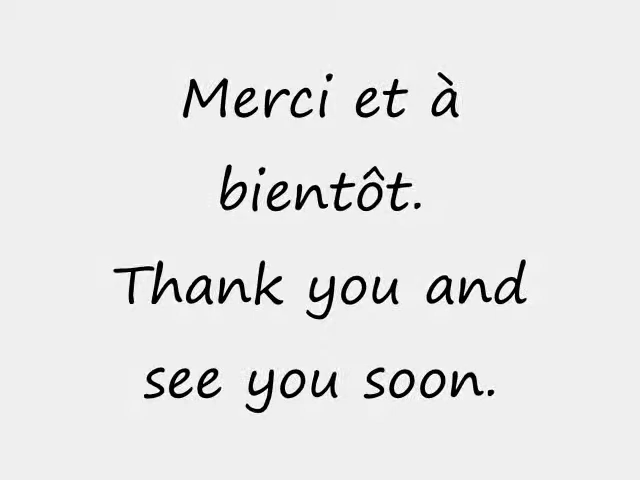 Merci et à
bientôt.
Thank you and
see you soon.